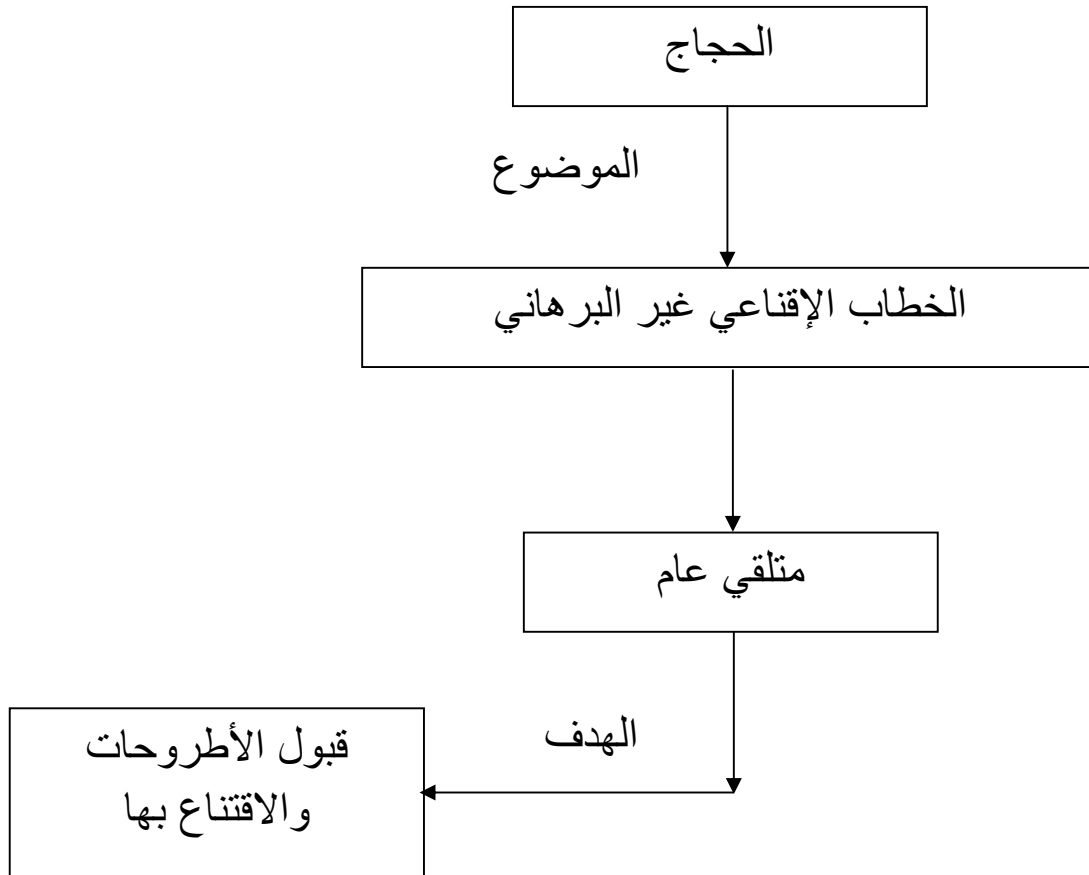 الحجاج
الموضوع
الخطاب الإقناعي غير البرهاني
متلقي عام
الهدف
قبول الأطروحات
والاقتناع بها